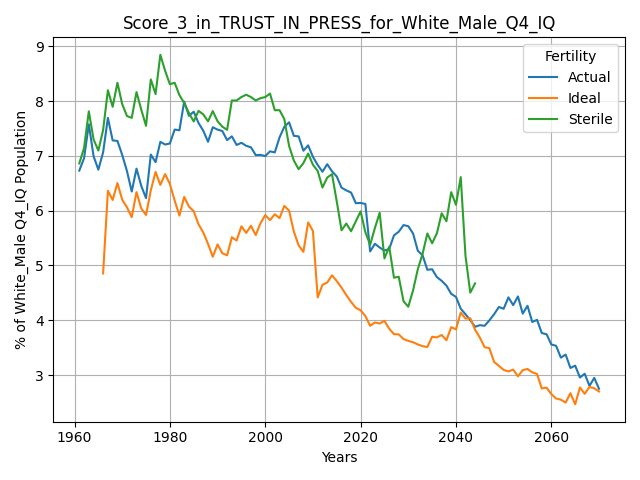 Score_3_in_TRUST_IN_PRESS_for_White_Male_Q4_IQ
% of White_Male Q4_IQ Population
9
8
7
6
5
4
3
Fertility
Actual
Ideal
Sterile
1960 1980 2000 2020 2040 2060
Years